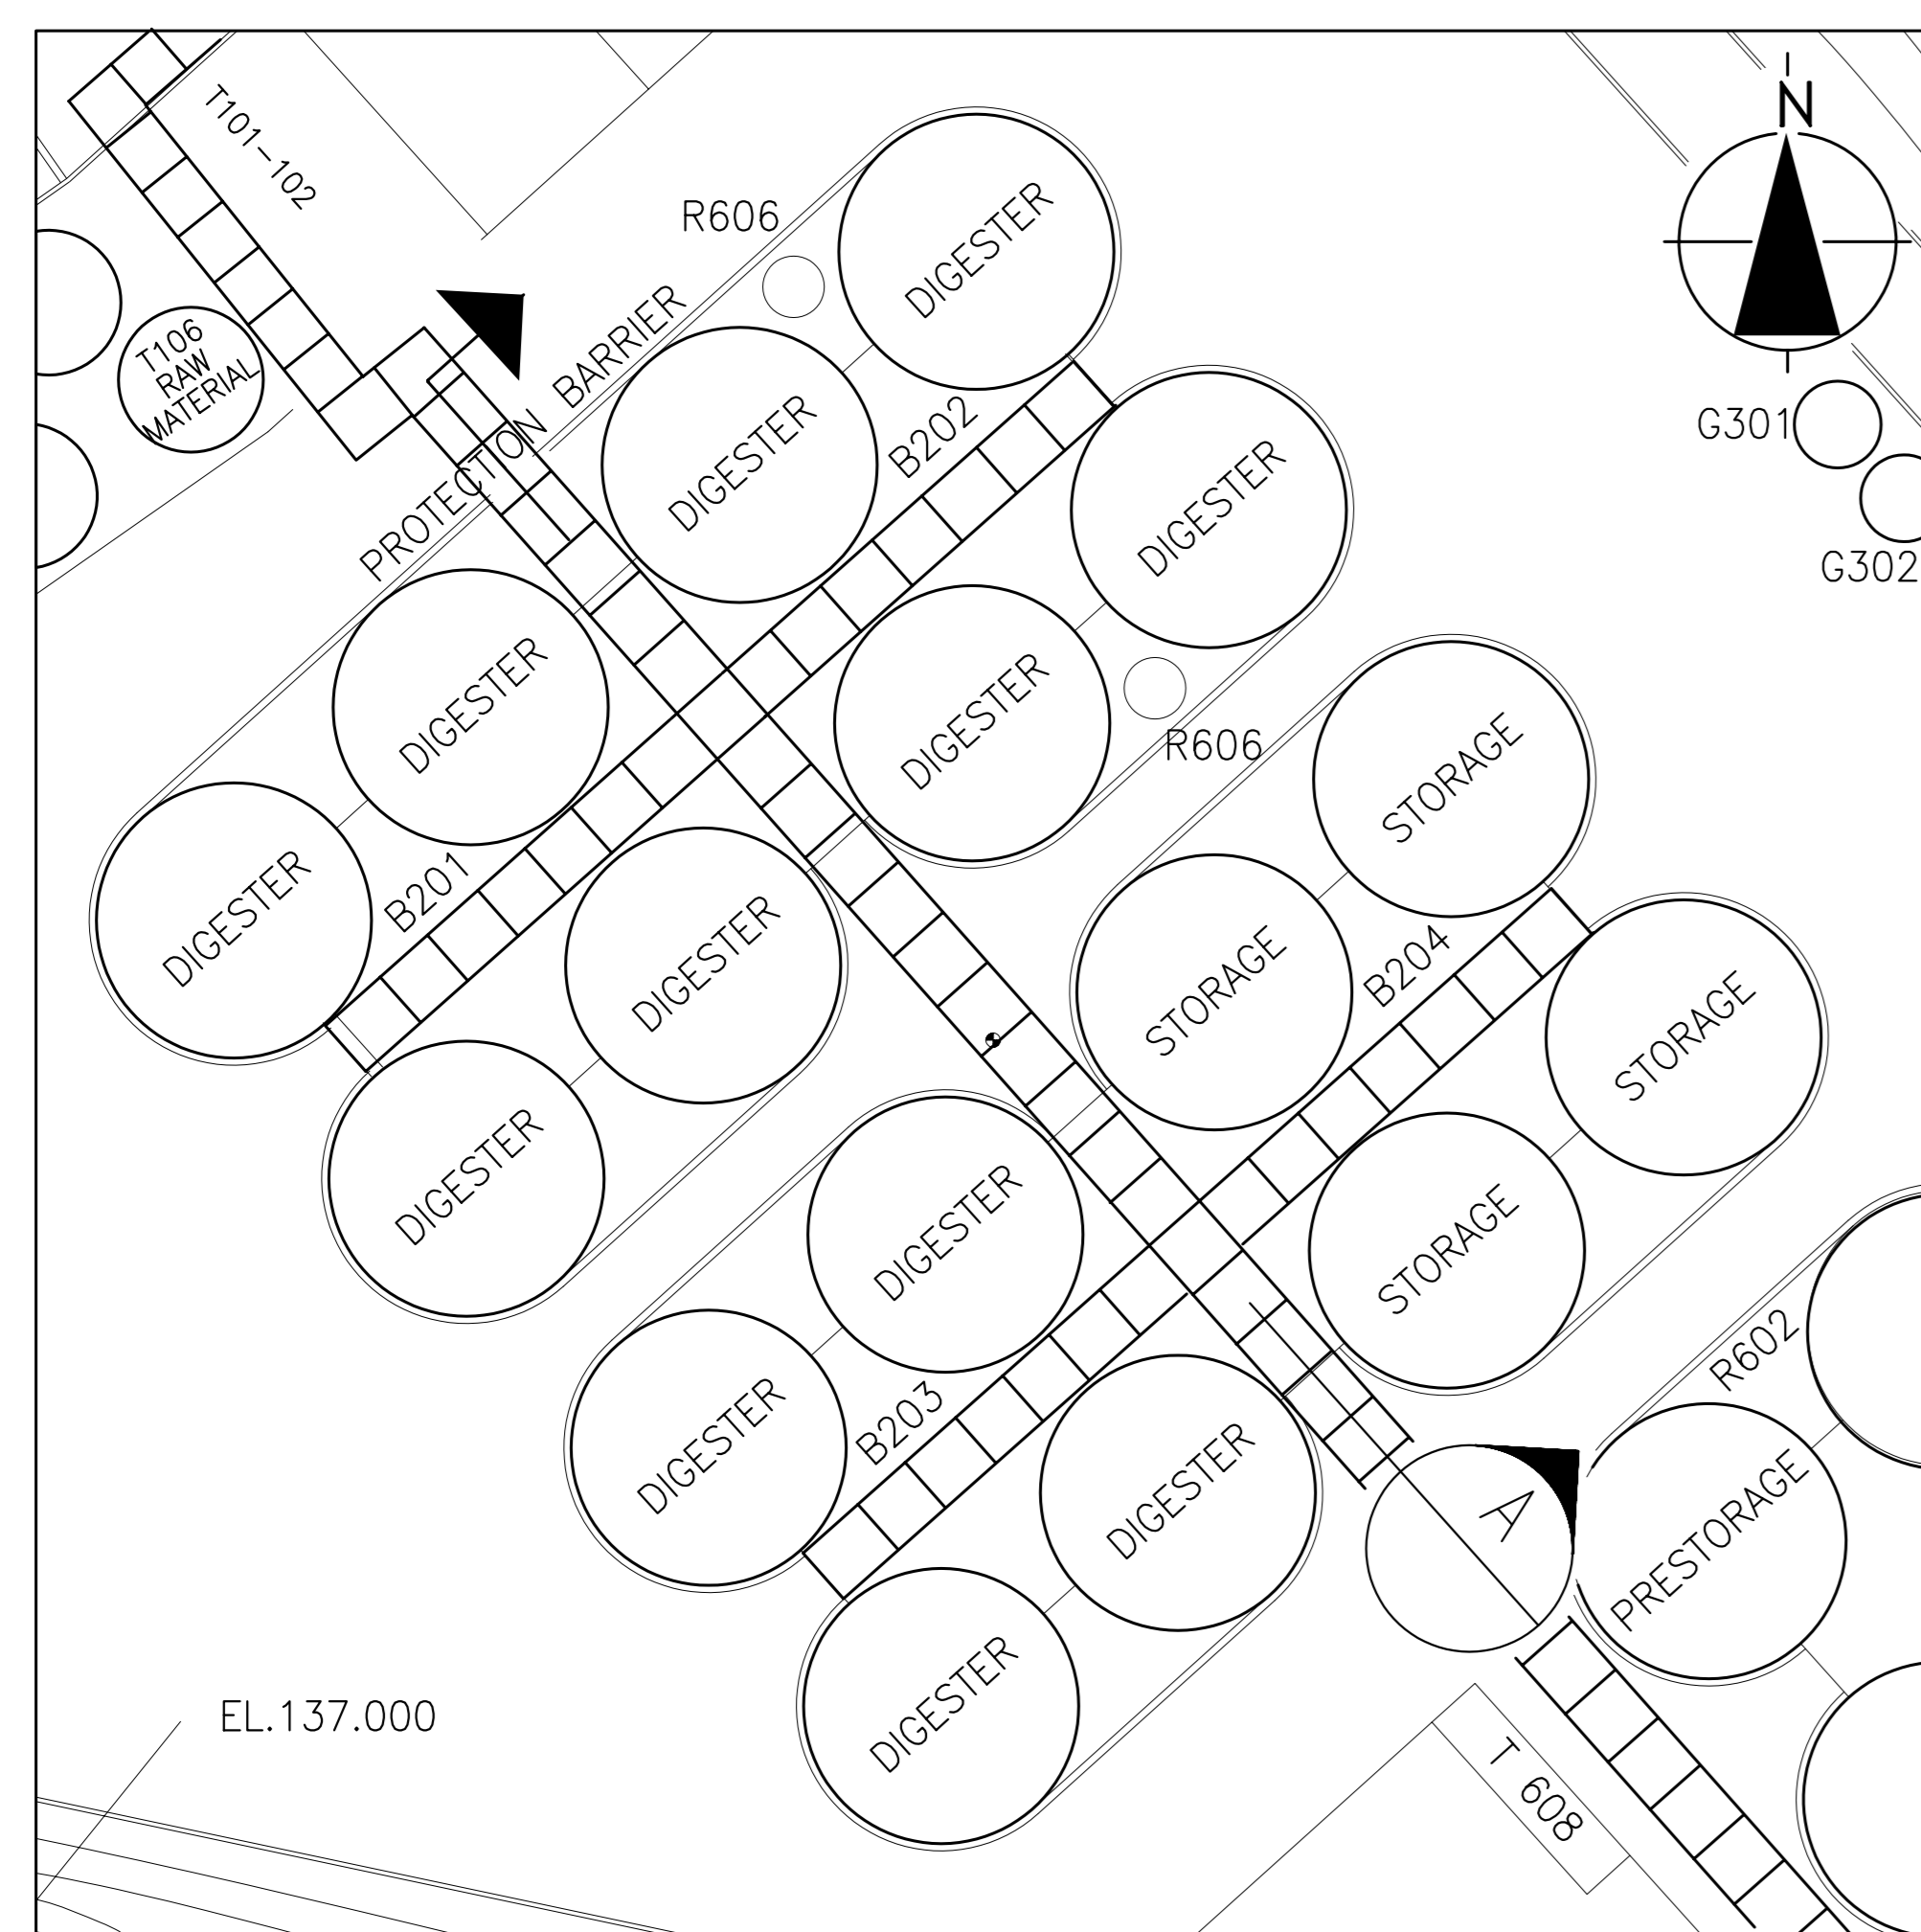 N
T101-102
R606
DIGESTER
T106
RAW
MATERIAL
PROTECTION BARRIER
DIGESTER
B202
DIGESTER
G301
G302
DIGESTER
DIGESTER
R606
STORAGE
DIGESTER
B201
DIGESTER
STORAGE
B204
STORAGE
DIGESTER
DIGESTER
STORAGE
R602
DIGESTER
B203
DIGESTER
A
PRESTORAGE
DIGESTER
EL.137.000
T 608